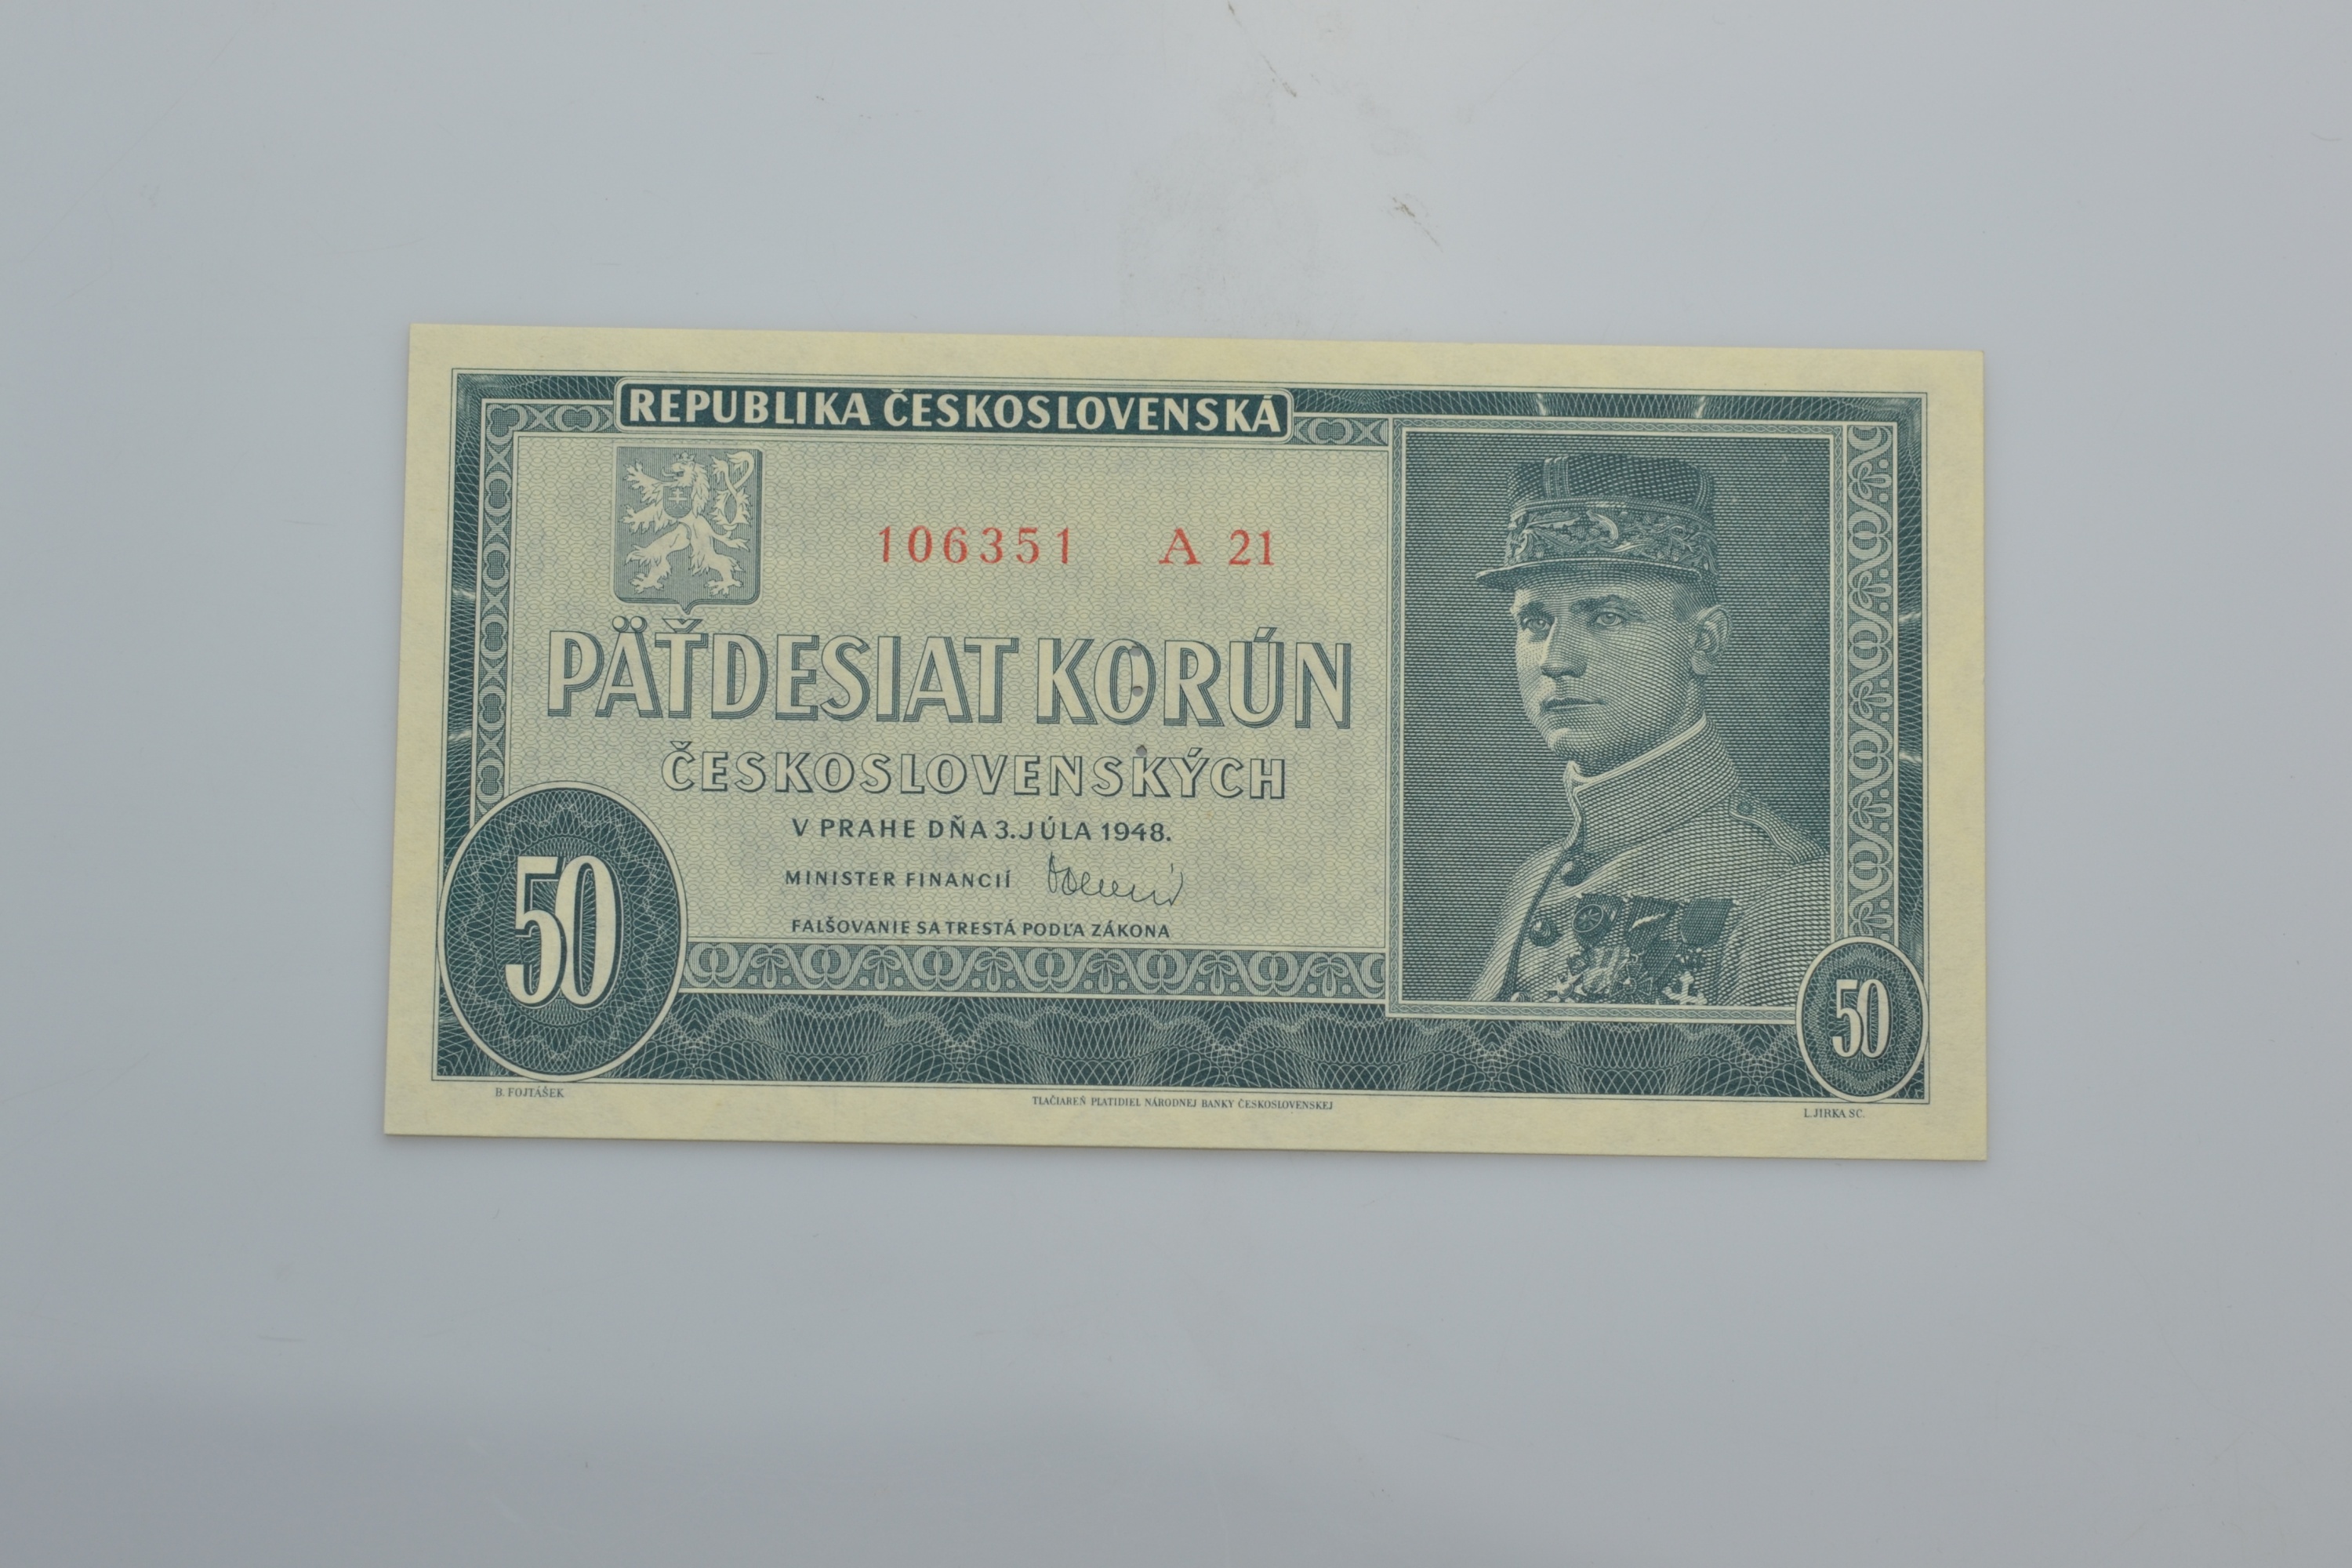 REPUBLIKA ČESKOSLOVENSKÁ
106351 A 21
PÄŤDESIAT KORÚN
ČESKOSLOVENSKÝCH
V PRAHE DŇA 3. JÚLA 1948.
MINISTER FINANCIÍ
FALŠOVANIE SA TRESTÁ PODĽA ZÁKONA
50
50
B. FOJTÁŠEK
TLAČIAREŇ PLATIDIEL NÁRODNEJ BANKY ČESKOSLOVENSKEJ
L. JIRKA SC.